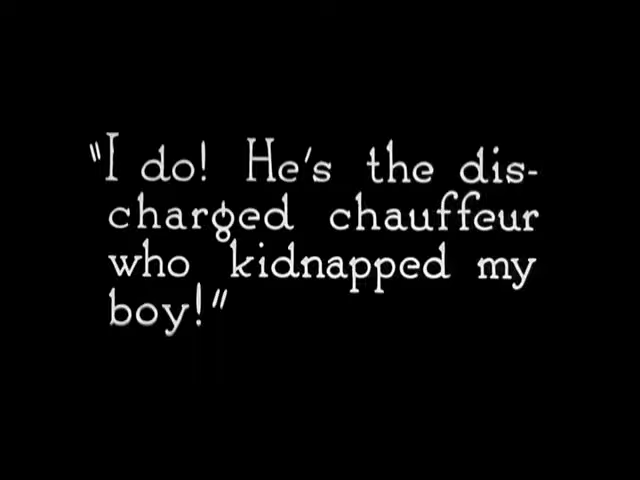 "I do! He's the dis-
charged chauffeur
who kidnapped my
boy!"